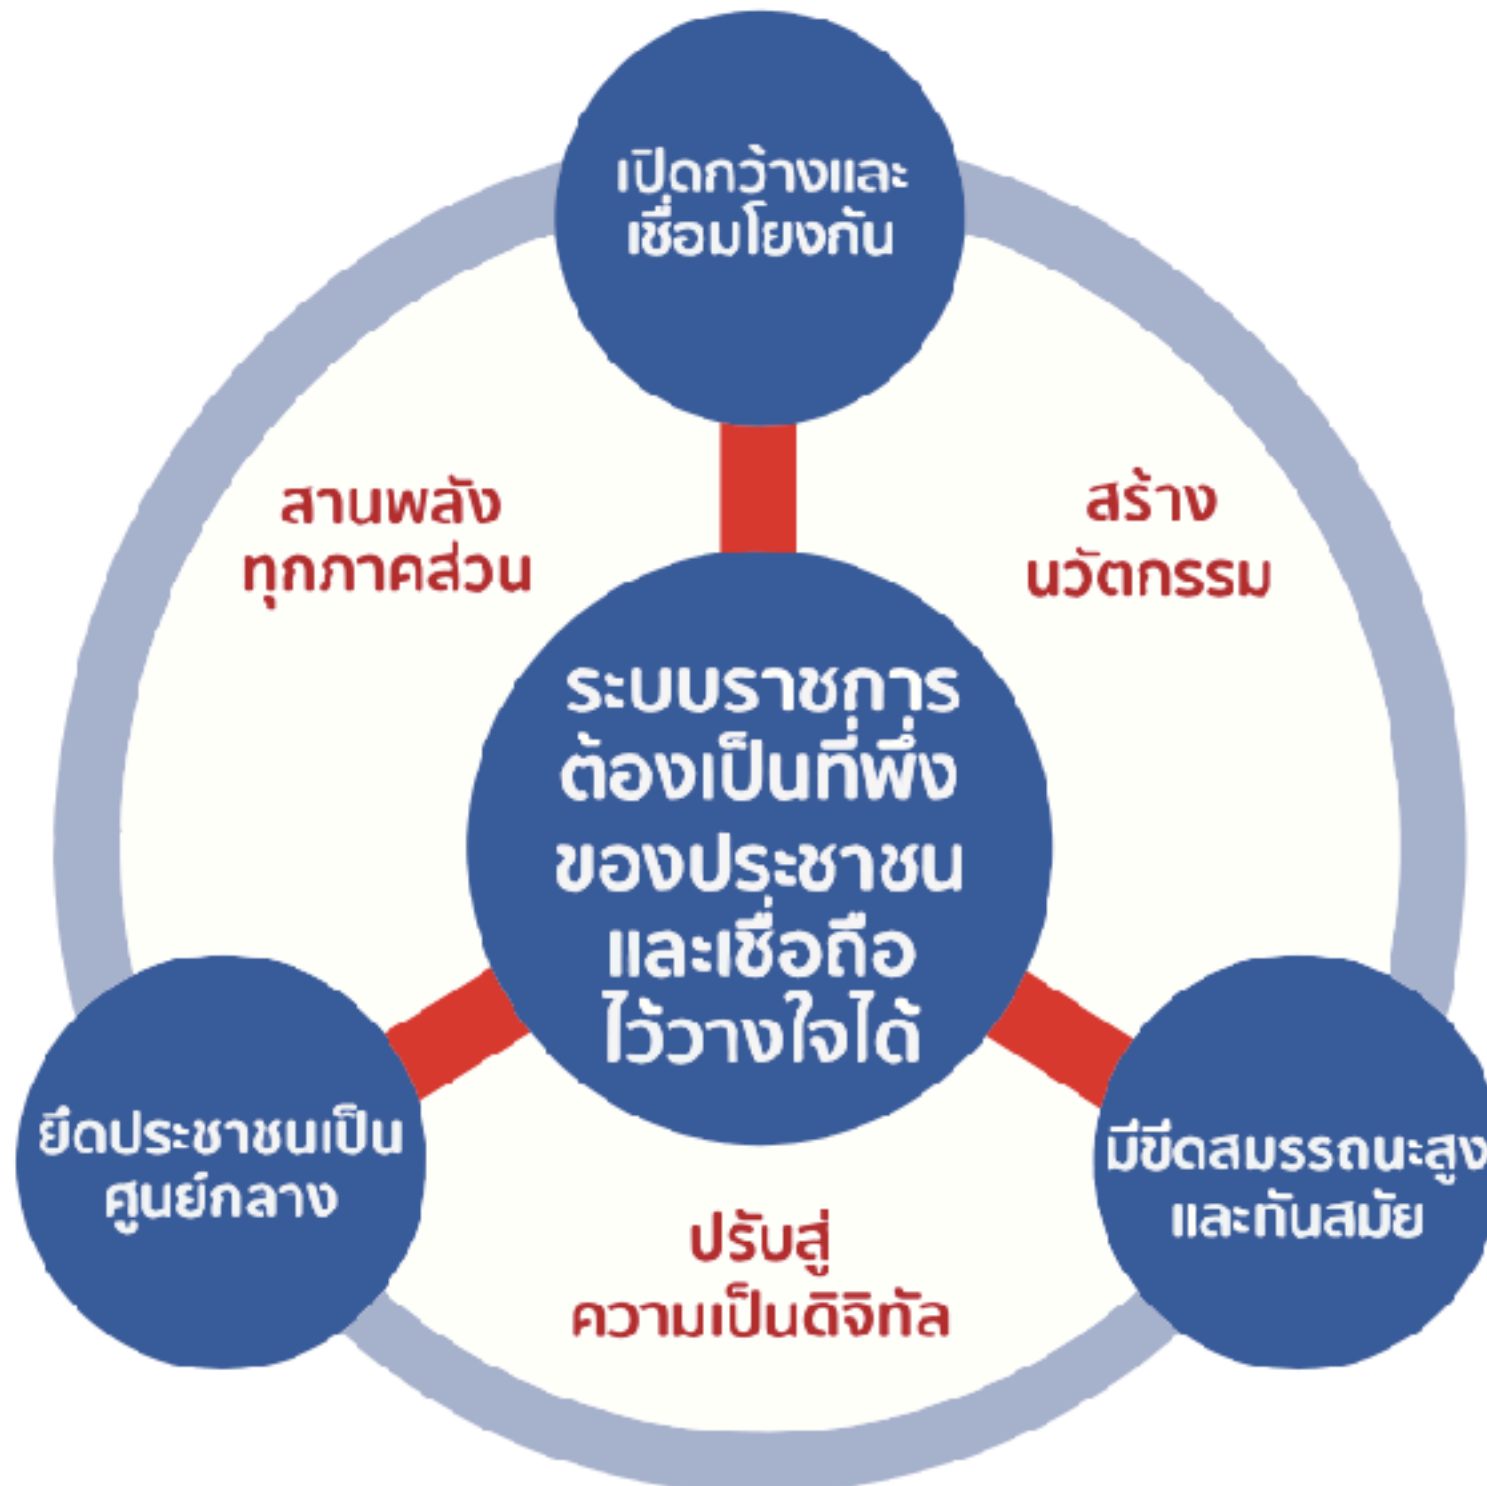 เปิดกว้างและ
เชื่อมโยงกัน
สานพลัง
ทุกภาคส่วน
สร้าง
นวัตกรรม
ระบบราชการ
ต้องเป็นที่พึ่ง
ของประชาชน
และเชื่อถือ
ไว้วางใจได้
ยึดประชาชนเป็น
ศูนย์กลาง
มีขีดสมรรถนะสูง
และทันสมัย
ปรับสู่
ความเป็นดิจิทัล